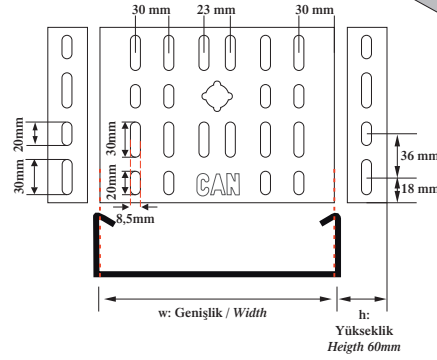 30 mm 23 mm 30 mm
20mm
30mm
30mm
20mm
36 mm
18 mm
CAN
8,5mm
w: Genişlik / Width
h:
Yükseklik
Heigth 60mm